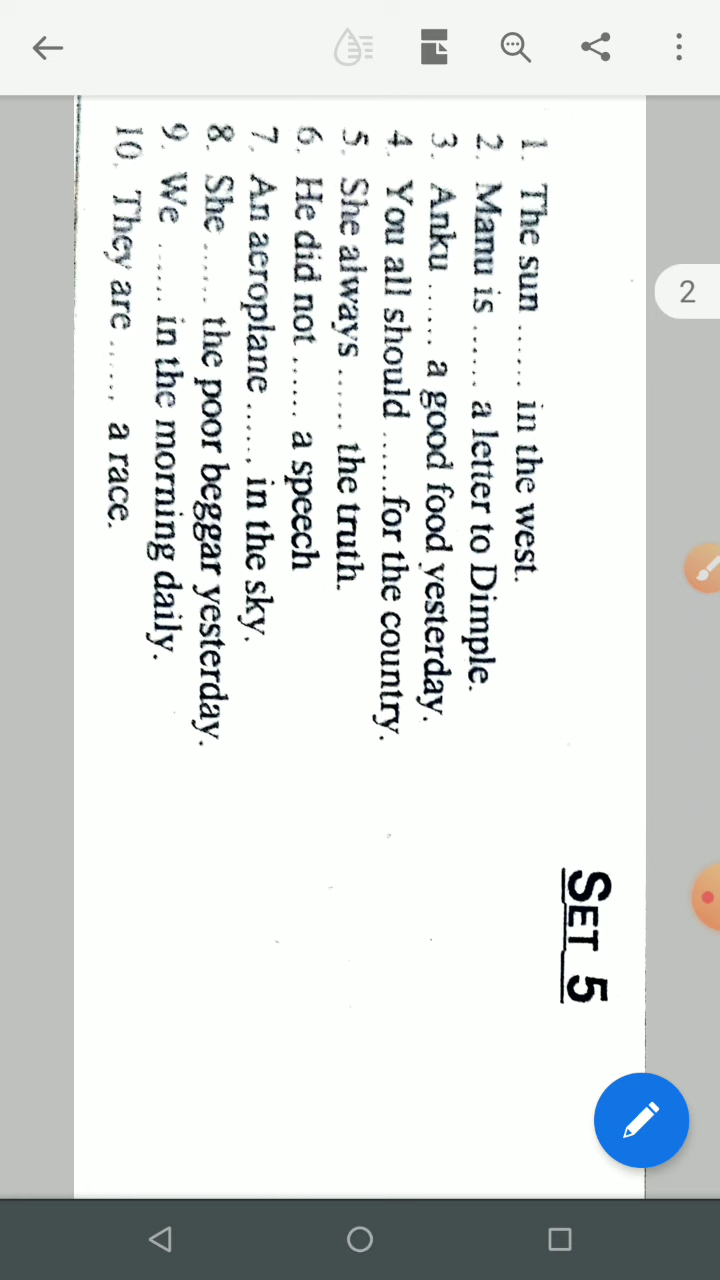 2
SET 5
1. The sun ...... in the west.
2. Manu is ...... a letter to Dimple.
3. Anku ...... a good food yesterday.
4. You all should ......for the country.
5. She always ...... the truth.
6. He did not ...... a speech
7. An aeroplane ......, in the sky.
8. She ...... the poor beggar yesterday.
9. We ...... in the morning daily.
10. They are ......, a race.